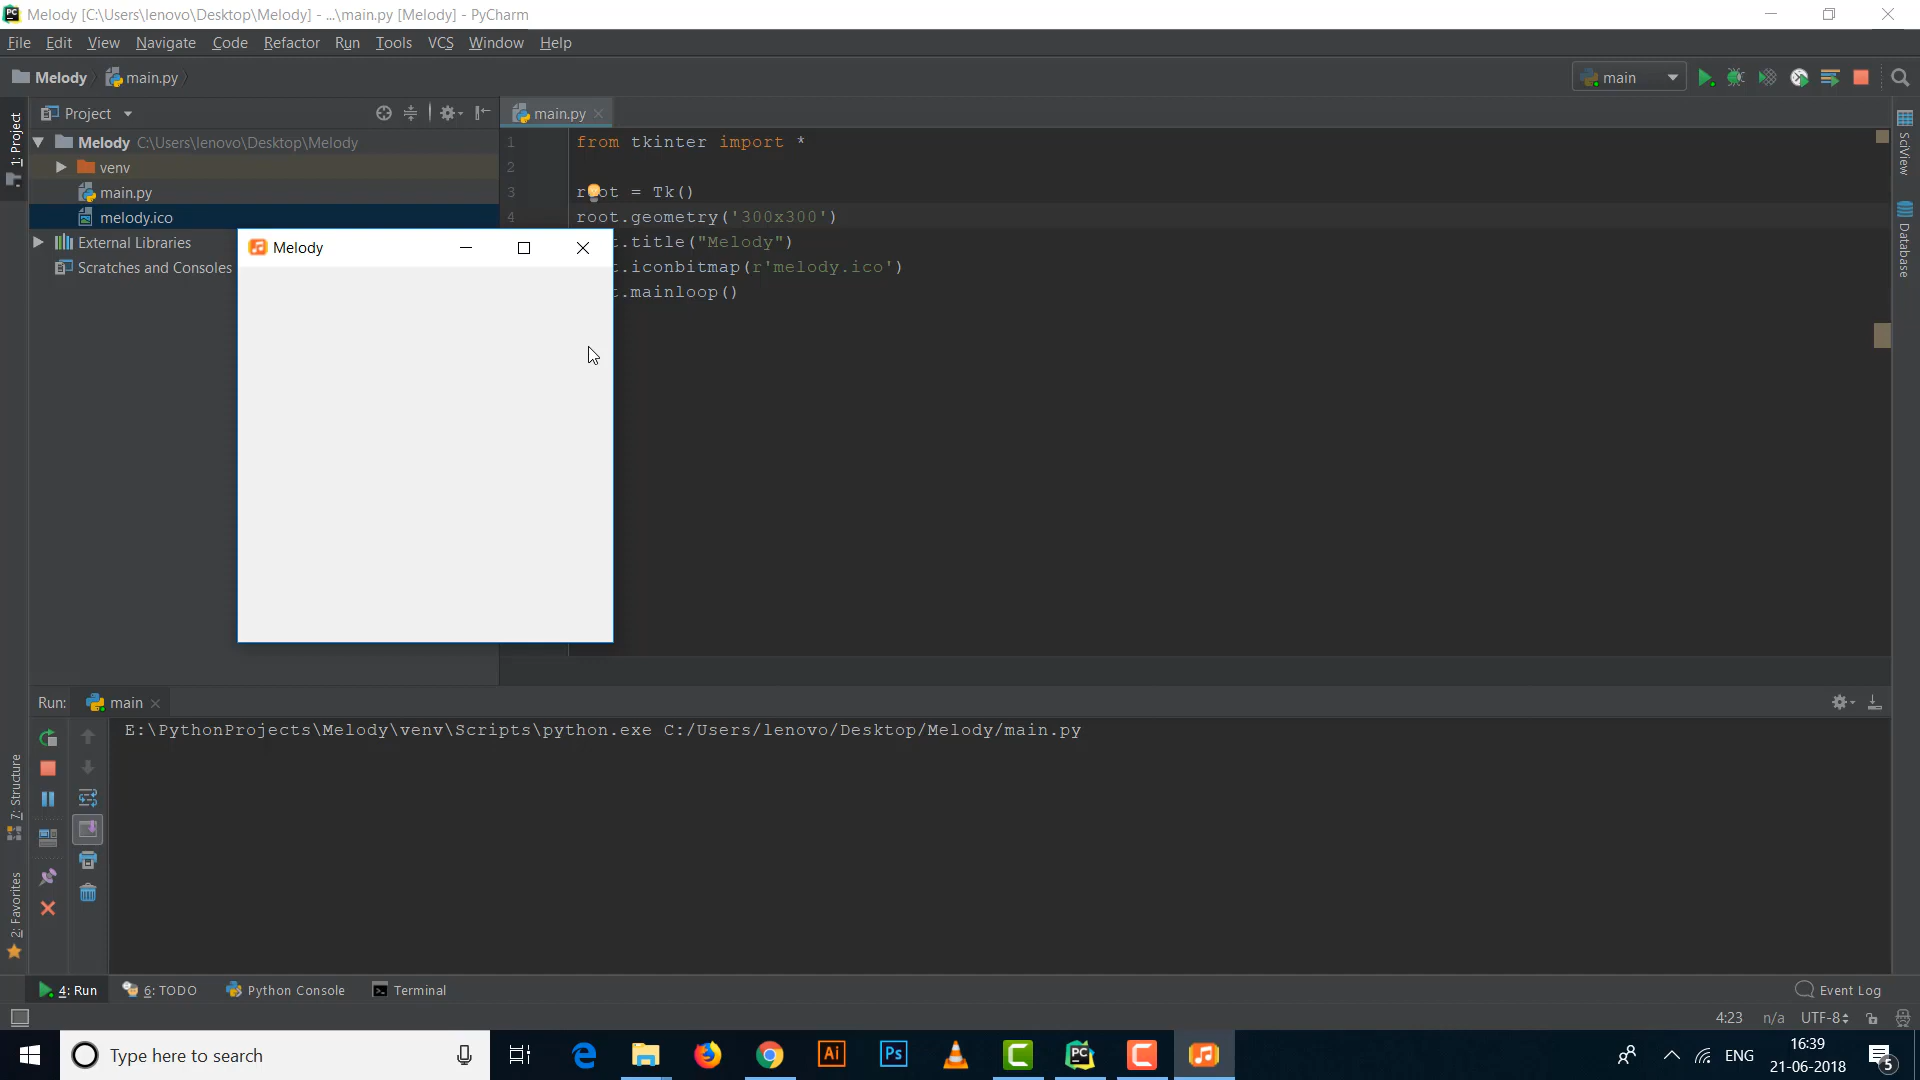 Melody [C:\Users\lenovo\Desktop\Melody] - ...\main.py [Melody] - PyCharm
File Edit View Navigate Code Refactor Run Tools VCS Window Help
Melody main.py
main
1: Project
Project
main.py
Melody C:\Users\lenovo\Desktop\Melody
venv
main.py
melody.ico
External Libraries
Scratches and Consoles
1 from tkinter import *
2
3 root = Tk()
4 root.geometry('300x300')
.title("Melody")
.iconbitmap(r'melody.ico')
.mainloop()
Melody
SciView
Database
Run: main
E:\PythonProjects\Melody\venv\Scripts\python.exe C:/Users/lenovo/Desktop/Melody/main.py
7: Structure
2: Favorites
4: Run 6: TODO Python Console Terminal Event Log
4:23 n/a UTF-8
Type here to search
Ai
Ps
PC
ENG
16:39
21-06-2018
5